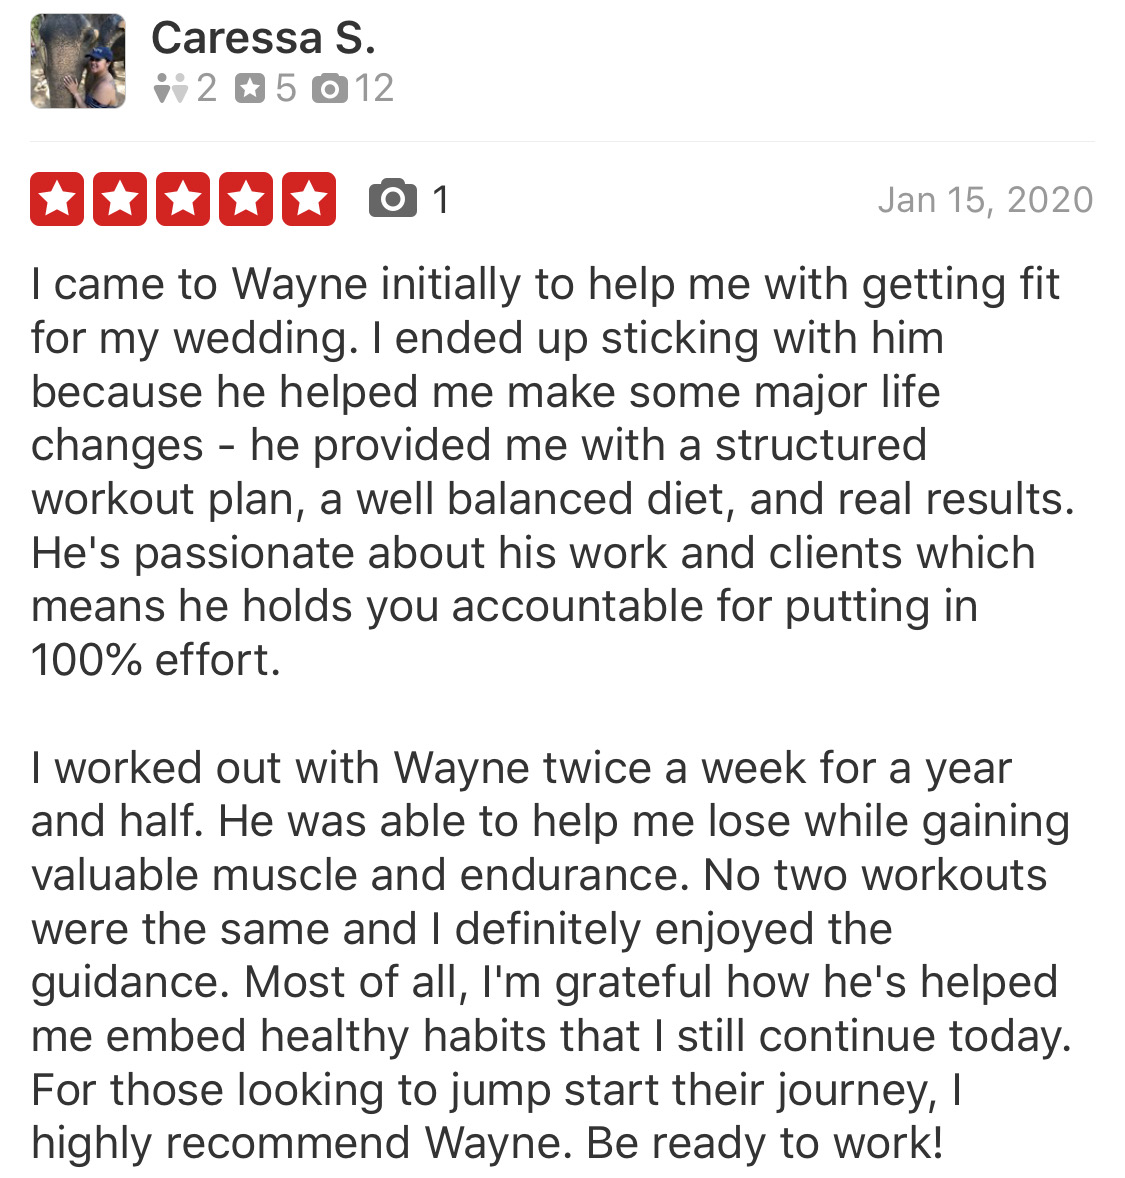 Caressa S.
2 5 12
1 Jan 15, 2020
I came to Wayne initially to help me with getting fit
for my wedding. I ended up sticking with him
because he helped me make some major life
changes - he provided me with a structured
workout plan, a well balanced diet, and real results.
He's passionate about his work and clients which
means he holds you accountable for putting in
100% effort.
I worked out with Wayne twice a week for a year
and half. He was able to help me lose while gaining
valuable muscle and endurance. No two workouts
were the same and I definitely enjoyed the
guidance. Most of all, I'm grateful how he's helped
me embed healthy habits that I still continue today.
For those looking to jump start their journey, I
highly recommend Wayne. Be ready to work!